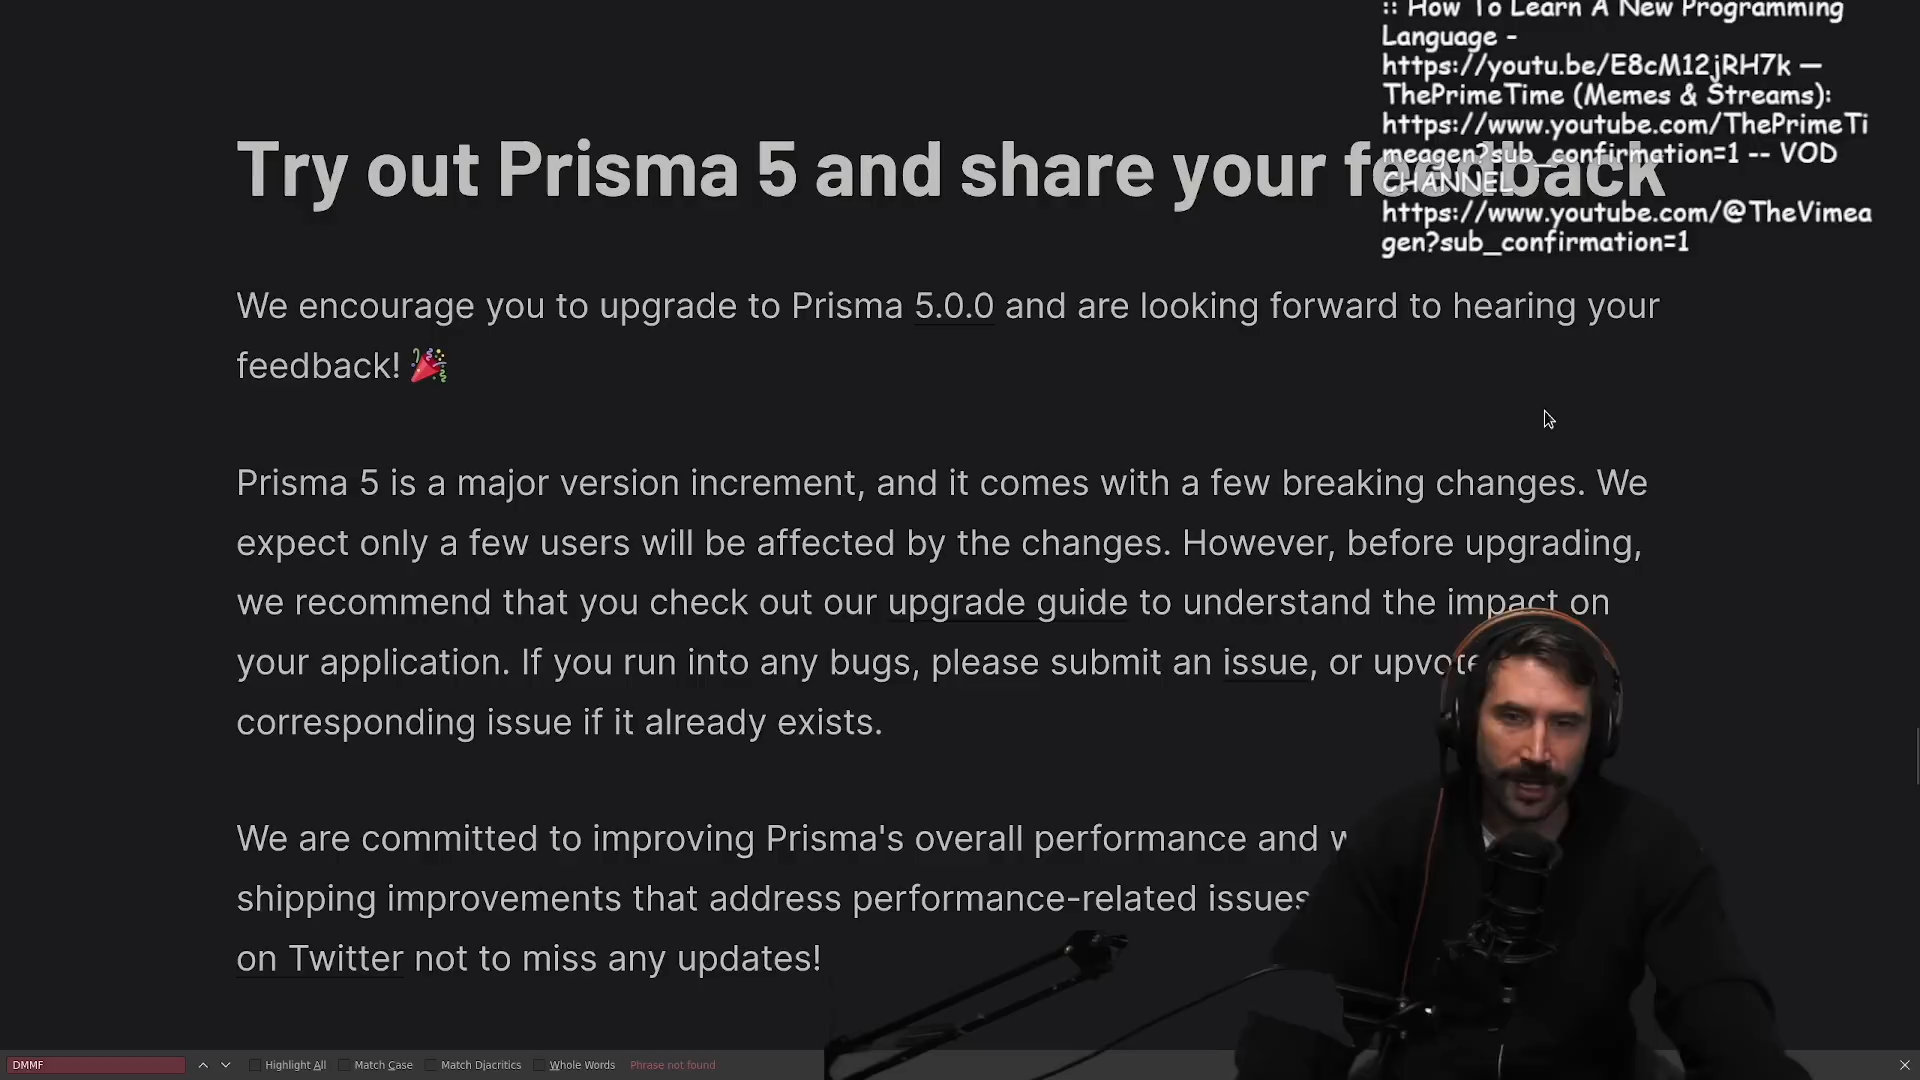 :: How To Learn A New Programming
Language -
https://youtu.be/E8cM12jRH7k —
ThePrimeTime (Memes & Streams):
https://www.youtube.com/ThePrimeTi
meagen?sub_confirmation=1 -- VOD
CHANNEL
https://www.youtube.com/@TheVimea
gen?sub_confirmation=1
Try out Prisma 5 and share your feedback
We encourage you to upgrade to Prisma 5.0.0 and are looking forward to hearing your
feedback! 🎉
Prisma 5 is a major version increment, and it comes with a few breaking changes. We
expect only a few users will be affected by the changes. However, before upgrading,
we recommend that you check out our upgrade guide to understand the impact on
your application. If you run into any bugs, please submit an issue, or upvote
corresponding issue if it already exists.
We are committed to improving Prisma's overall performance and
shipping improvements that address performance-related issues
on Twitter not to miss any updates!
DMMF Highlight All Match Case Match Diacritics Whole Words Phrase not found